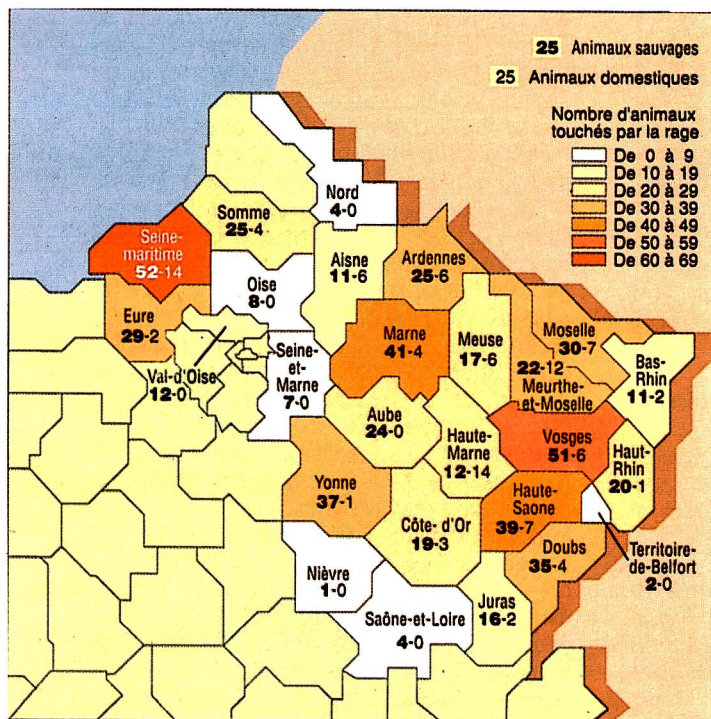 25 Animaux sauvages
25 Animaux domestiques
Nombre d'animaux
touchés par la rage
De 0 à 9
De 10 à 19
De 20 à 29
De 30 à 39
De 40 à 49
De 50 à 59
De 60 à 69
Nord
4-0
Somme
25-4
Seine-
maritime
52-14
Aisne
11-6
Ardennes
25-6
Oise
8-0
Eure
29-2
Marne
41-4
Meuse
17-6
Moselle
30-7
Seine-
et-
Marne
7-0
22-12
Meurthe-
et-Moselle
Bas-
Rhin
11-2
Val-d'Oise
12-0
Aube
24-0
Haute-
Marne
12-14
Vosges
51-6
Haut-
Rhin
20-1
Yonne
37-1
Haute-
Saone
39-7
Côte-d'Or
19-3
Doubs
35-4
Territoire-
de-Belfort
2-0
Nièvre
1-0
Juras
16-2
Saône-et-Loire
4-0